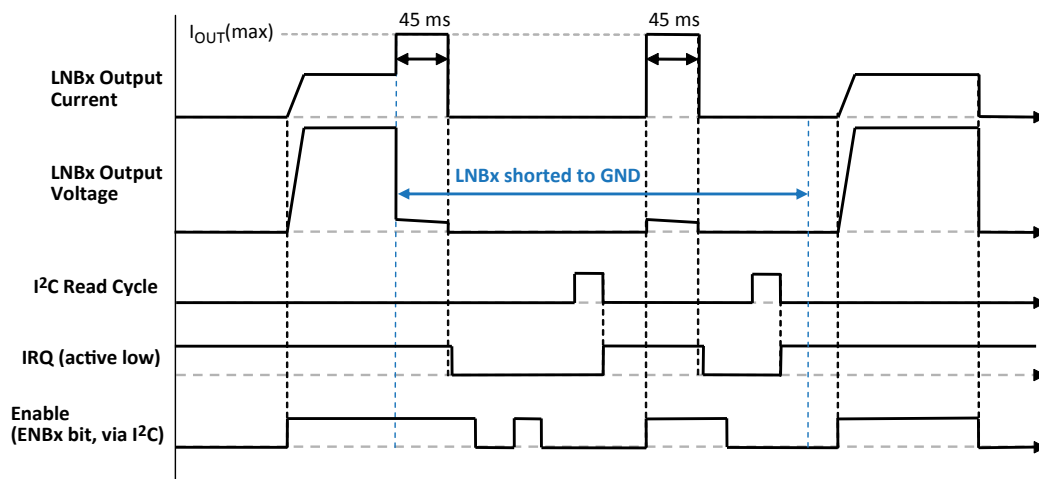 45 ms
45 ms
I_OUT(max)
LNBx Output
Current
LNBx Output
Voltage
LNBx shorted to GND
I²C Read Cycle
IRQ (active low)
Enable
(ENBx bit, via I²C)